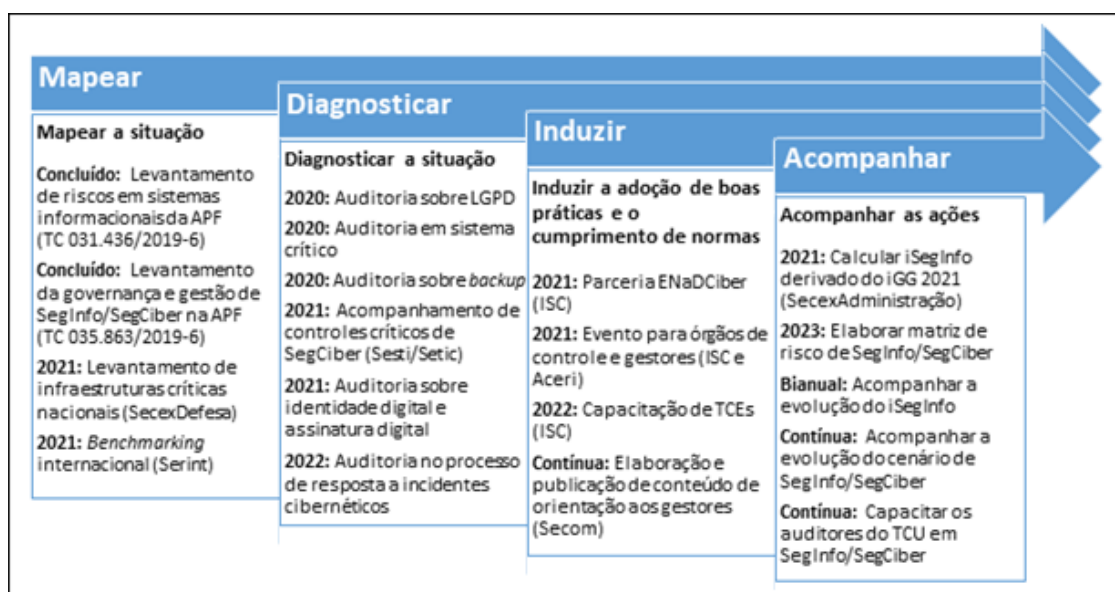 Mapear
Mapear a situação
Concluído: Levantamento
de riscos em sistemas
informacionais da APF
(TC 031.436/2019-6)
Concluído: Levantamento
da governança e gestão de
SegInfo/SegCiber na APF
(TC 035.863/2019-6)
2021: Levantamento de
infraestruturas críticas
nacionais (SecexDefesa)
2021: Benchmarking
internacional (Serint)
Diagnosticar
Diagnosticar a situação
2020: Auditoria sobre LGPD
2020: Auditoria em sistema
crítico
2020: Auditoria sobre backup
2021: Acompanhamento de
controles críticos de
SegCiber (Sesti/Setic)
2021: Auditoria sobre
identidade digital e
assinatura digital
2022: Auditoria no processo
de resposta a incidentes
cibernéticos
Induzir
Induzir a adoção de boas
práticas e o
cumprimento de normas
2021: Parceria ENaDCiber
(ISC)
2021: Evento para órgãos de
controle e gestores (ISC e
Aceri)
2022: Capacitação de TCEs
(ISC)
Contínua: Elaboração e
publicação de conteúdo de
orientação aos gestores
(Secom)
Acompanhar
Acompanhar as ações
2021: Calcular iSegInfo
derivado do iGG 2021
(SecexAdministração)
2023: Elaborar matriz de
risco de SegInfo/SegCiber
Bianual: Acompanhar a
evolução do iSegInfo
Contínua: Acompanhar a
evolução do cenário de
SegInfo/SegCiber
Contínua: Capacitar os
auditores do TCU em
SegInfo/SegCiber